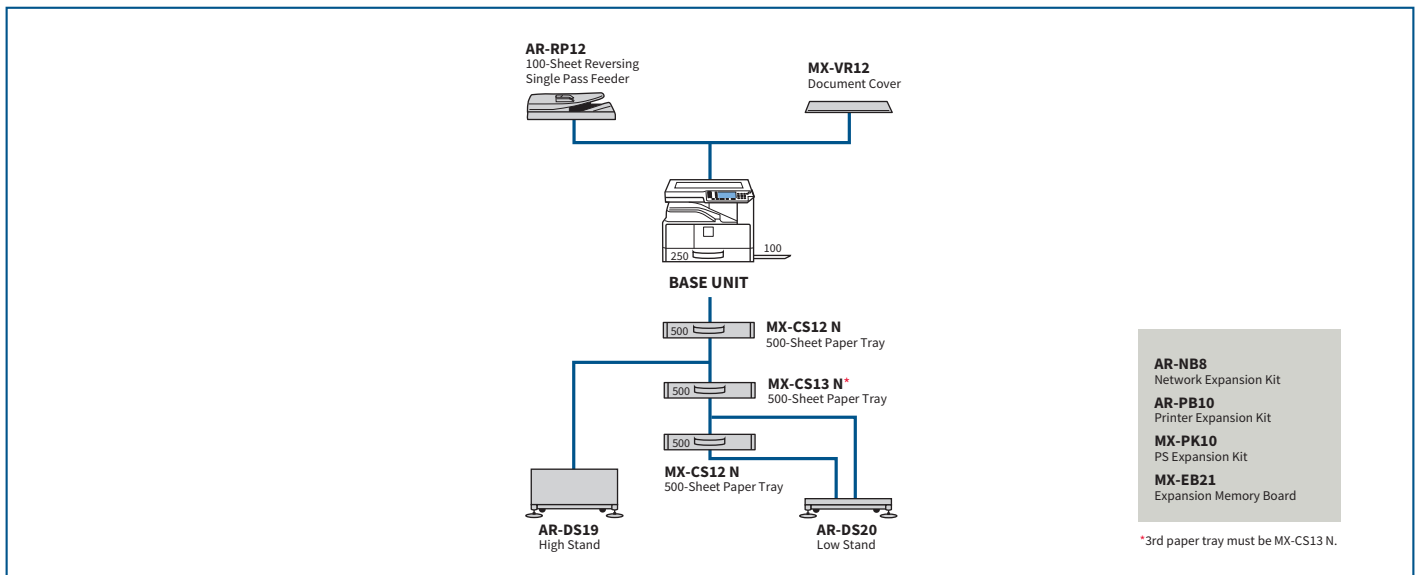 AR-RP12
100-Sheet Reversing
Single Pass Feeder
MX-VR12
Document Cover
250
100
BASE UNIT
500
MX-CS12 N
500-Sheet Paper Tray
500
MX-CS13 N*
500-Sheet Paper Tray
500
MX-CS12 N
500-Sheet Paper Tray
AR-DS19
High Stand
AR-DS20
Low Stand
AR-NB8
Network Expansion Kit
AR-PB10
Printer Expansion Kit
MX-PK10
PS Expansion Kit
MX-EB21
Expansion Memory Board
*3rd paper tray must be MX-CS13 N.